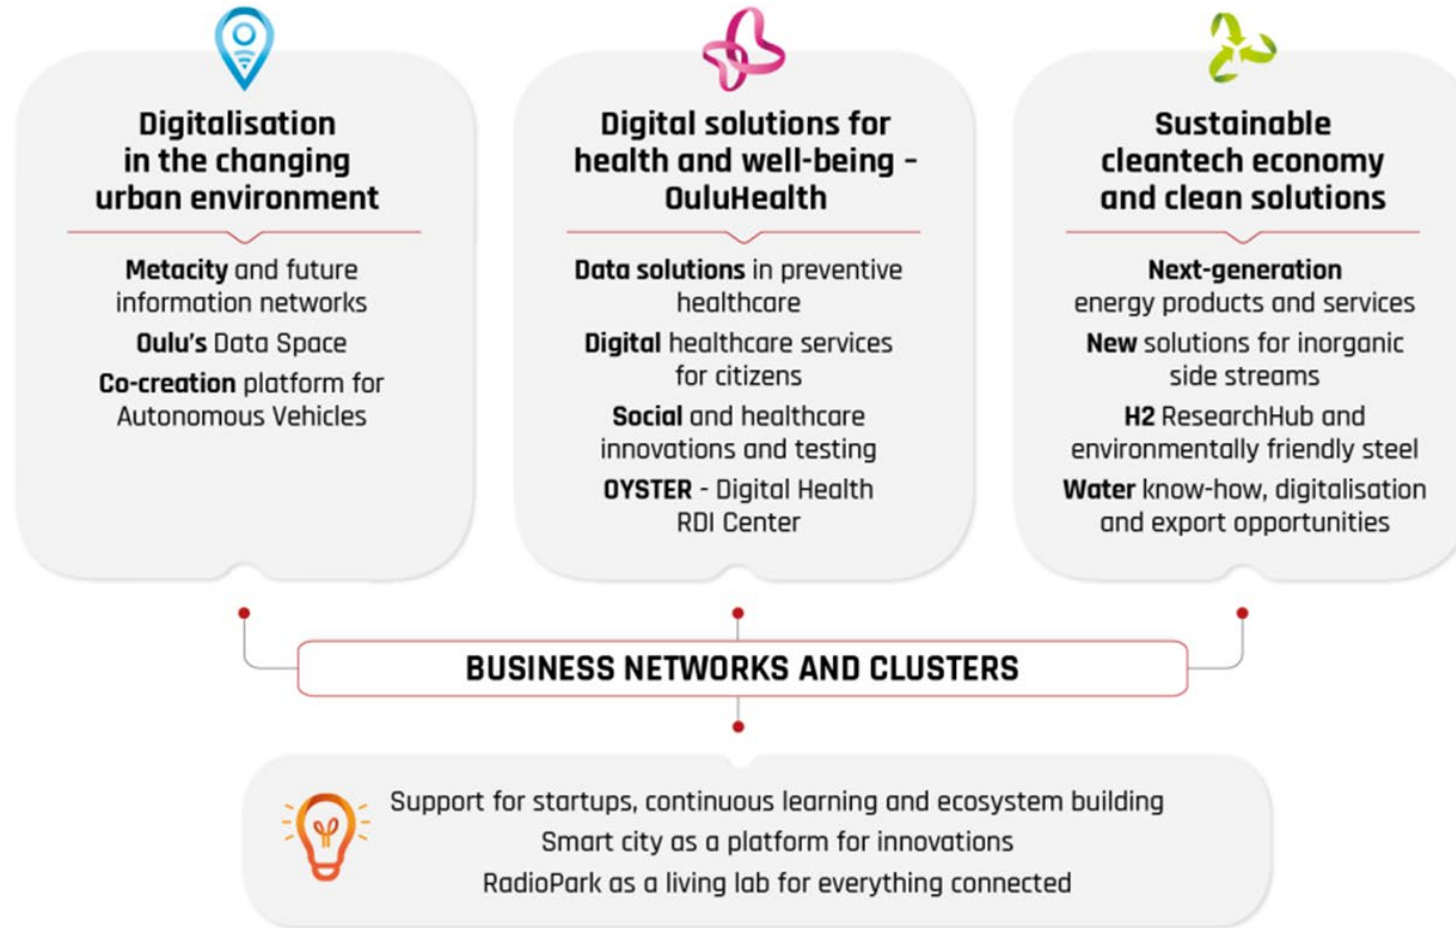 Digitalisation
in the changing
urban environment
Metacity and future
information networks
Oulu's Data Space
Co-creation platform for
Autonomous Vehicles
Digital solutions for
health and well-being –
OuluHealth
Data solutions in preventive
healthcare
Digital healthcare services
for citizens
Social and healthcare
innovations and testing
OYSTER - Digital Health
RDI Center
Sustainable
cleantech economy
and clean solutions
Next-generation
energy products and services
New solutions for inorganic
side streams
H2 ResearchHub and
environmentally friendly steel
Water know-how, digitalisation
and export opportunities
BUSINESS NETWORKS AND CLUSTERS
Support for startups, continuous learning and ecosystem building
Smart city as a platform for innovations
RadioPark as a living lab for everything connected